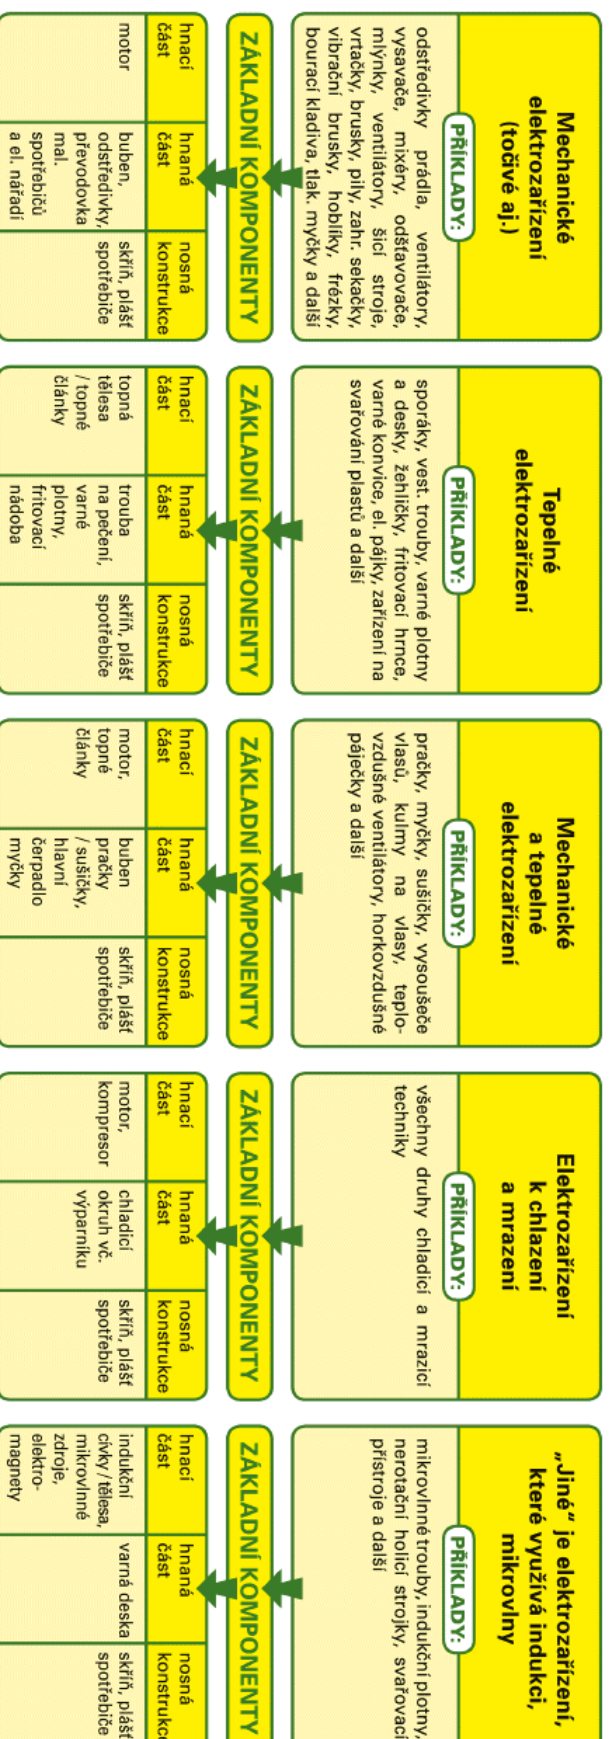 Mechanické
elektrozařízení
(točivé aj.)
PŘÍKLADY:
odstředivky prádla, ventilátory,
vysavače, mixéry, odšťavovače,
mlýnky, ventilátory, šicí stroje,
vrtačky, brusky, pily, zahr. sekačky,
vibrační brusky, hoblíky, frézky,
bourací kladiva, tlak. myčky a další
ZÁKLADNÍ KOMPONENTY
hnací
část
motor
hnaná
část
buben,
odstředivky,
převodovka
mal.
spotřebičů
a el. nářadí
nosná
konstrukce
skříň, plášť
spotřebiče
Tepelné
elektrozařízení
PŘÍKLADY:
sporáky, vest. trouby, varné plotny
a desky, žehličky, fritovací hrnce,
varné konvice, el. pájky, zařízení na
svařování plastů a další
ZÁKLADNÍ KOMPONENTY
hnací
část
topná
tělesa
/ topné
články
hnaná
část
trouba
na pečení,
varné
plotny,
fritovací
nádoba
nosná
konstrukce
skříň, plášť
spotřebiče
Mechanické
a tepelné
elektrozařízení
PŘÍKLADY:
pračky, myčky, sušičky, vysoušeče
vlasů, kulmy na vlasy, teplo-
vzdušné ventilátory, horkovzdušné
páječky a další
ZÁKLADNÍ KOMPONENTY
hnací
část
motor,
topné
články
hnaná
část
buben
pračky
/ sušičky,
hlavní
čerpadlo
myčky
nosná
konstrukce
skříň, plášť
spotřebiče
Elektrozařízení
k chlazení
a mrazení
PŘÍKLADY:
všechny druhy chladicí a mrazicí
techniky
ZÁKLADNÍ KOMPONENTY
hnací
část
motor,
kompresor
hnaná
část
chladicí
okruh vč.
výparníku
nosná
konstrukce
skříň, plášť
spotřebiče
„Jiné“ je elektrozařízení,
které využívá indukci,
mikrovlny
PŘÍKLADY:
mikrovlnné trouby, indukční plotny,
nerotační holicí strojky, svařovací
přístroje a další
ZÁKLADNÍ KOMPONENTY
hnací
část
indukční
cívky / tělesa,
mikrovlnné
zdroje,
elektro-
magnety
hnaná
část
varná deska
nosná
konstrukce
skříň, plášť
spotřebiče